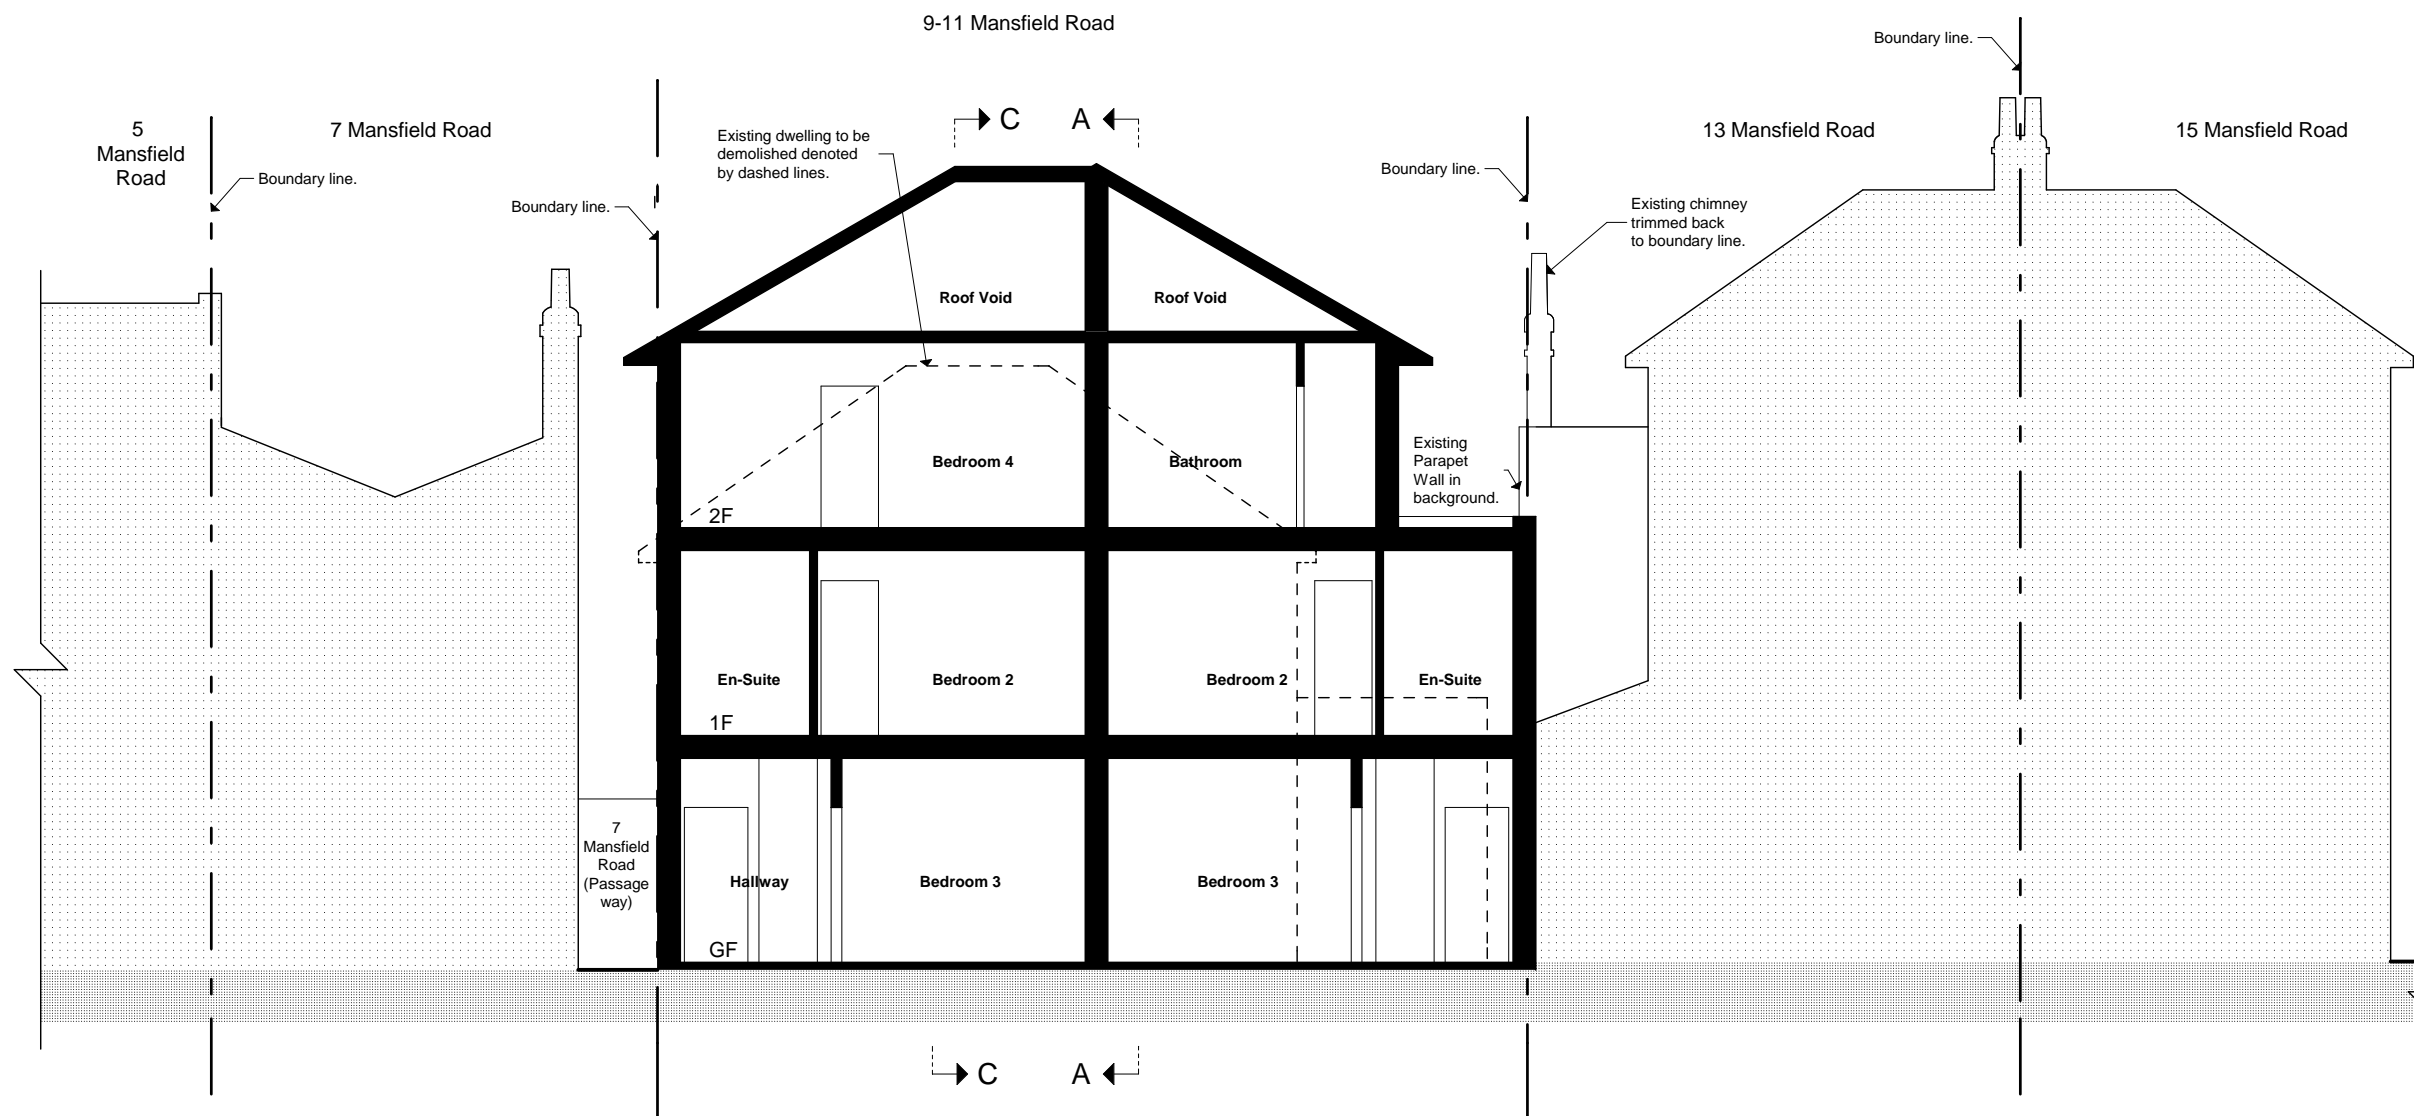 9-11 Mansfield Road
Boundary line.
5
Mansfield
Road
7 Mansfield Road
Boundary line.
Boundary line.
Existing dwelling to be
demolished denoted
by dashed lines.
C
A
Boundary line.
13 Mansfield Road
15 Mansfield Road
Existing chimney
trimmed back
to boundary line.
Roof Void
Roof Void
Existing
Parapet
Wall in
background.
Bedroom 4
Bathroom
2F
En-Suite
Bedroom 2
Bedroom 2
En-Suite
1F
7
Mansfield
Road
(Passage
way)
Hallway
Bedroom 3
Bedroom 3
GF
C
A